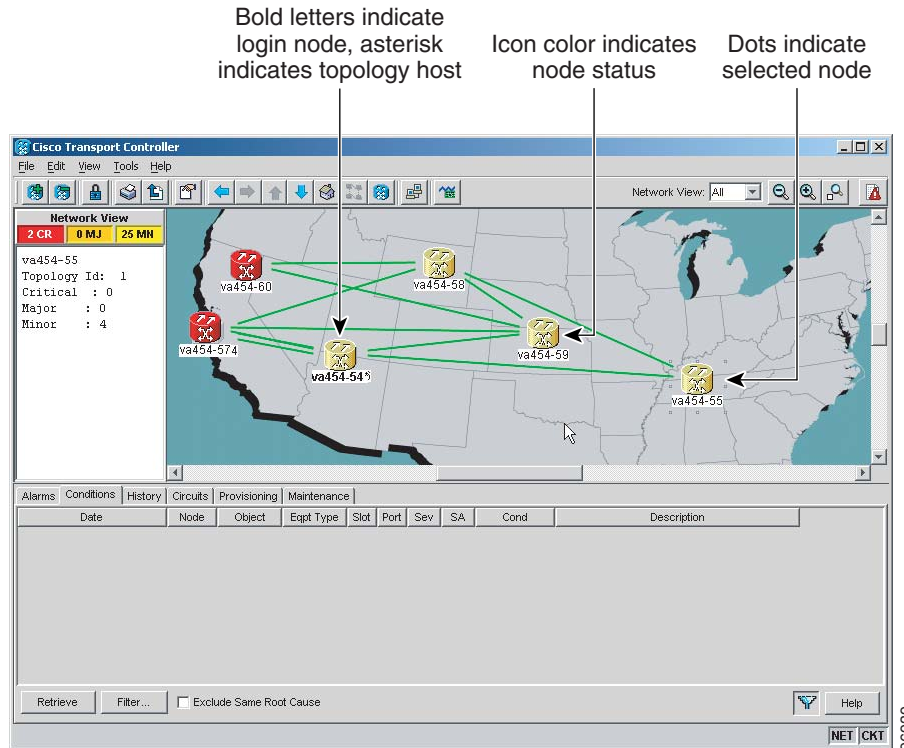 Bold letters indicate
login node, asterisk
indicates topology host
Icon color indicates
node status
Dots indicate
selected node
Cisco Transport Controller
File Edit View Tools Help
Network View: All
Network View
2 CR 0 MJ 25 MN
va454-55
Topology Id: 1
Critical : 0
Major : 0
Minor : 4
va454-60
va454-58
va454-574
va454-59
va454-54*
va454-55
Alarms Conditions History Circuits Provisioning Maintenance
Date Node Object Eqpt Type Slot Port Sev SA Cond Description
Retrieve Filter... Exclude Same Root Cause Help
NET CKT